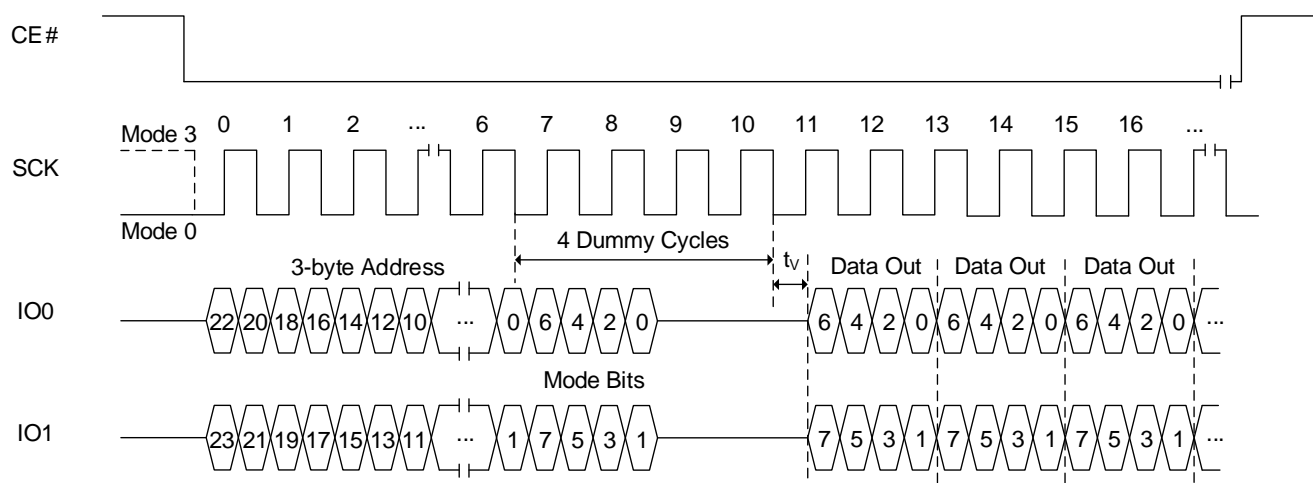 CE#
0 1 2 ... 6 7 8 9 10 11 12 13 14 15 16 ...
Mode 3
SCK
Mode 0
4 Dummy Cycles
tV
3-byte Address
Data Out Data Out Data Out
IO0
22 20 18 16 14 12 10 ... 0 6 4 2 0 6 4 2 0 6 4 2 0 6 4 2 0 ...
Mode Bits
IO1
23 21 19 17 15 13 11 ... 1 7 5 3 1 7 5 3 1 7 5 3 1 7 5 3 1 ...